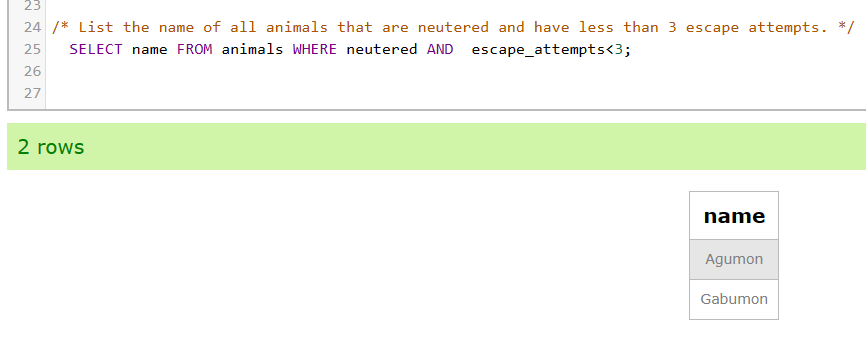 23
24 /* List the name of all animals that are neutered and have less than 3 escape attempts. */
25 SELECT name FROM animals WHERE neutered AND  escape_attempts<3;
26
27
2 rows
name
Agumon
Gabumon